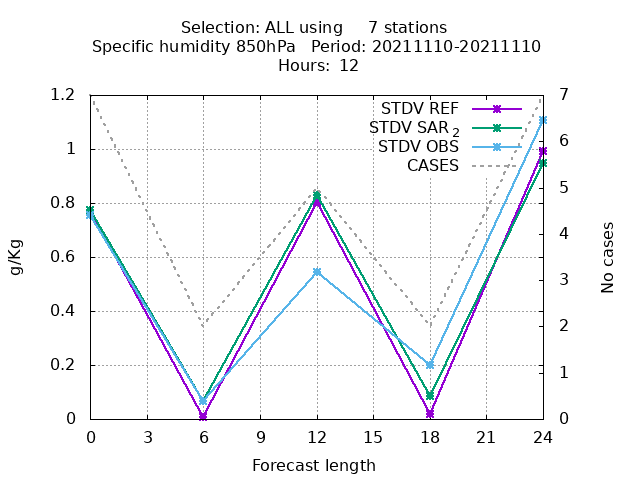 Selection: ALL using 7 stations
Specific humidity 850hPa Period: 20211110-20211110
Hours: 12
STDV REF
STDV SAR 2
STDV OBS
CASES
1.2
1
0.8
0.6
0.4
0.2
0
g/Kg
7
6
5
4
3
2
1
0
No cases
0 3 6 9 12 15 18 21 24
Forecast length